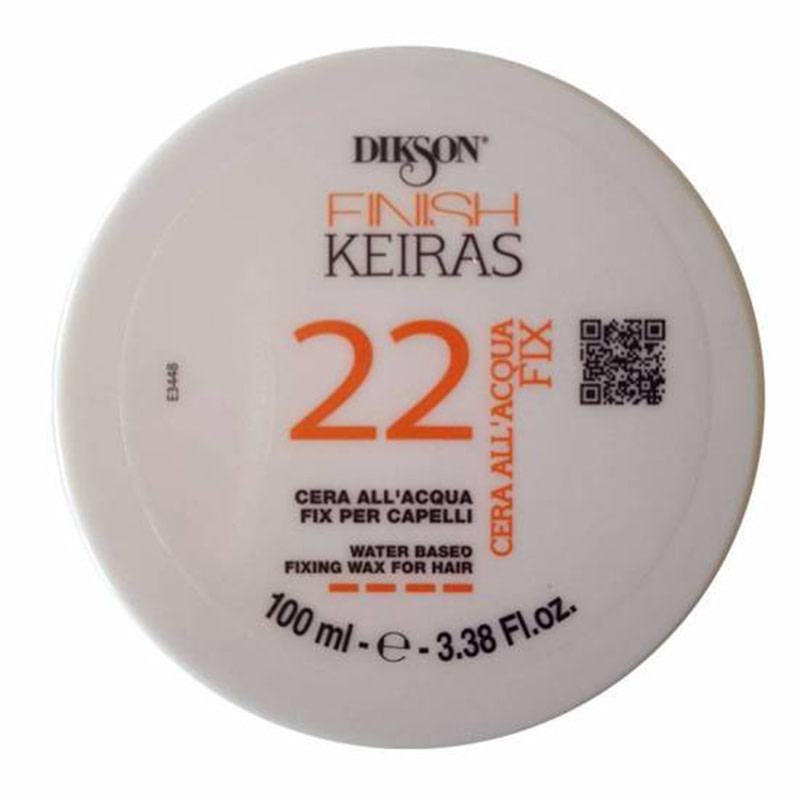 DIKSON®
FINISH
KEIRAS
22
CERA ALL'ACQUA
FIX
E3448
CERA ALL'ACQUA
FIX PER CAPELLI
WATER BASED
FIXING WAX FOR HAIR
100 ml - ℮ - 3.38 Fl.oz.